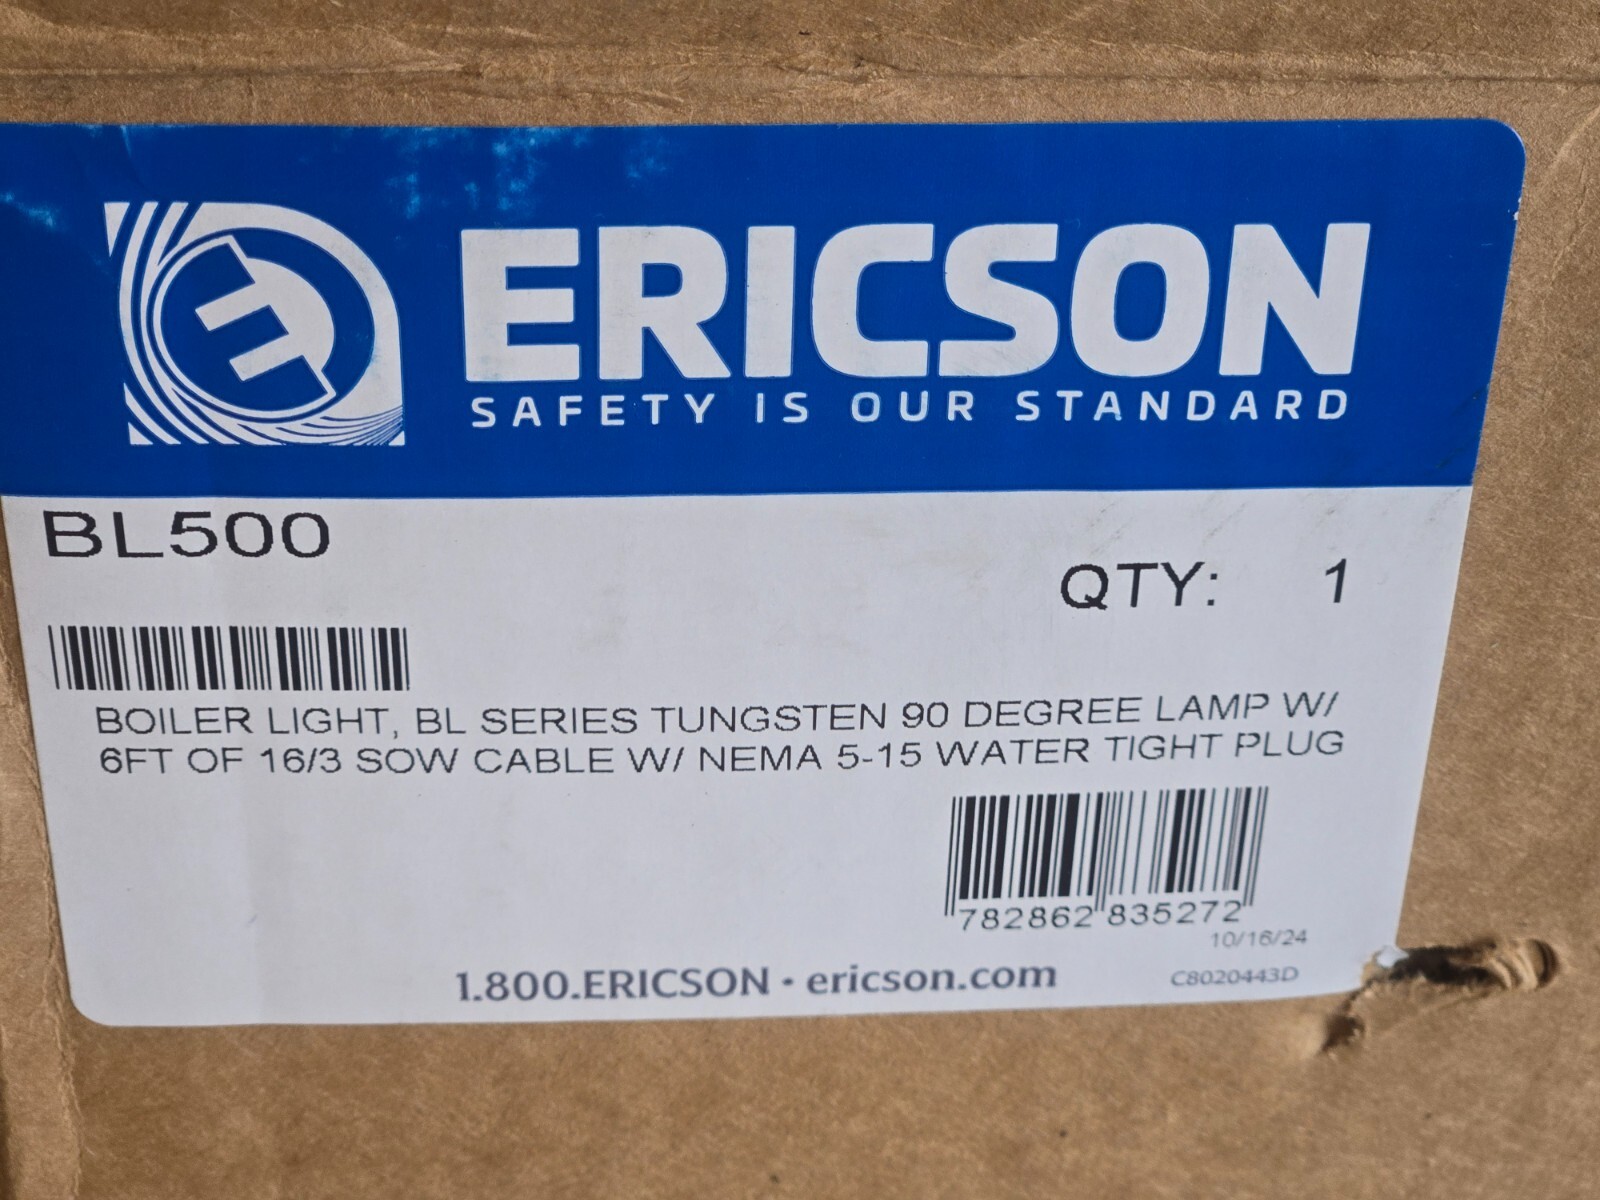 ERICSON
SAFETY IS OUR STANDARD
BL500
QTY: 1
BOILER LIGHT, BL SERIES TUNGSTEN 90 DEGREE LAMP W/
6FT OF 16/3 SOW CABLE W/ NEMA 5-15 WATER TIGHT PLUG
782862 835272
10/16/24
1.800.ERICSON · ericson.com
C8020443D